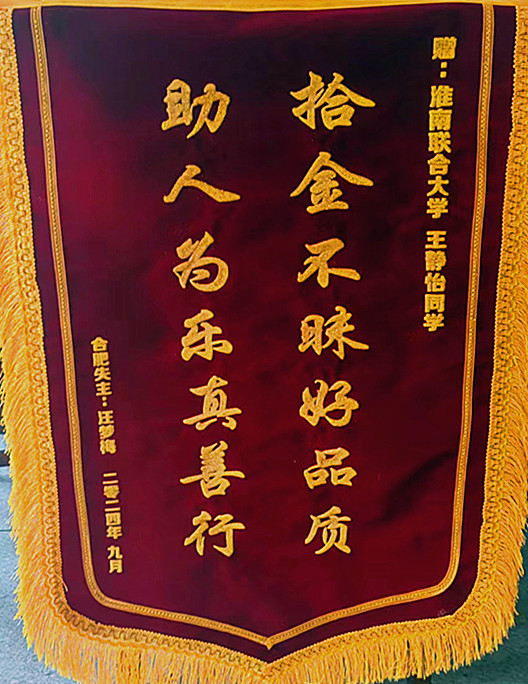 赠：淮南联合大学 王静怡同学
拾金不昧好品质
助人为乐真善行
合肥失主：汪梦梅 二零二四年 九月